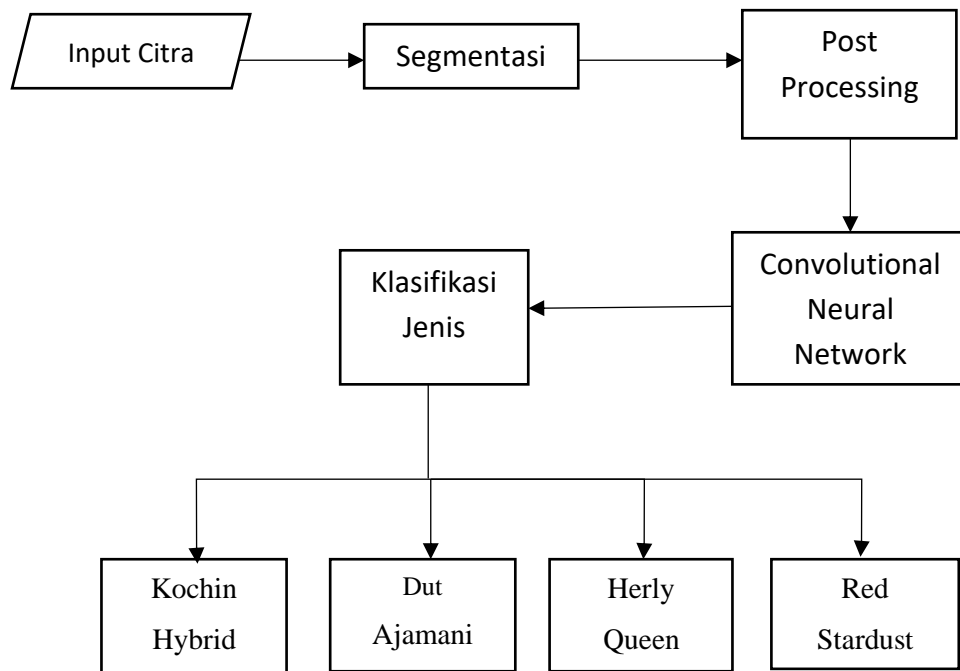 Input Citra
Segmentasi
Post
Processing
Convolutional
Neural
Network
Klasifikasi
Jenis
Kochin
Hybrid
Dut
Ajamani
Herly
Queen
Red
Stardust